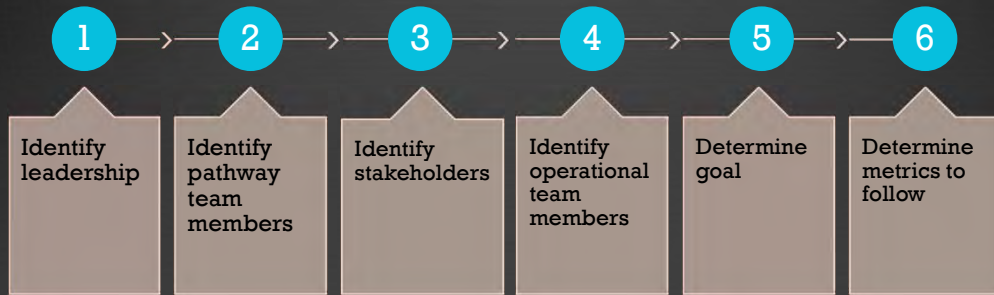 1 2 3 4 5 6
Identify
leadership
Identify
pathway
team
members
Identify
stakeholders
Identify
operational
team
members
Determine
goal
Determine
metrics to
follow